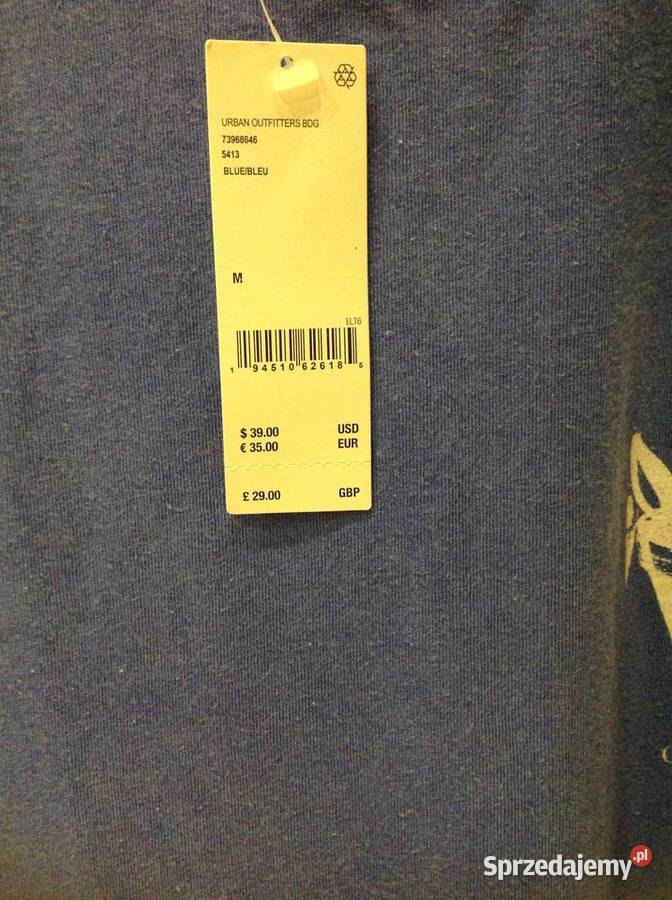 URBAN OUTFITTERS BDG
73968646
5413
BLUE/BLEU
M
ELT6
1 94510 62618 5
$ 39.00 USD
€ 35.00 EUR
£ 29.00 GBP
Sprzedajemy.pl